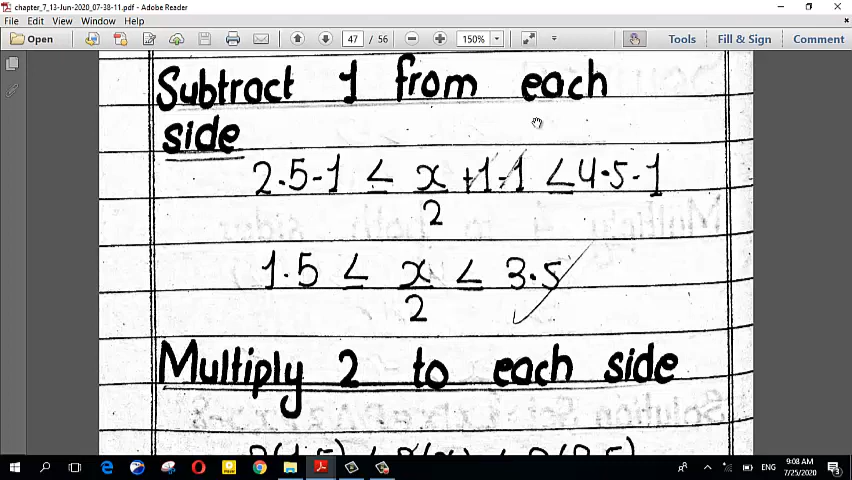 chapter_7_13-Jun-2020_07-38-11.pdf - Adobe Reader
File Edit View Window Help
Open 47 / 56 150% Tools Fill & Sign Comment
Subtract 1 from each
side
2.5-1 ≤ x/2 +1-1 ≤ 4.5-1
1.5 ≤ x/2 ≤ 3.5
Multiply 2 to each side
ENG
9:08 AM
7/25/2020